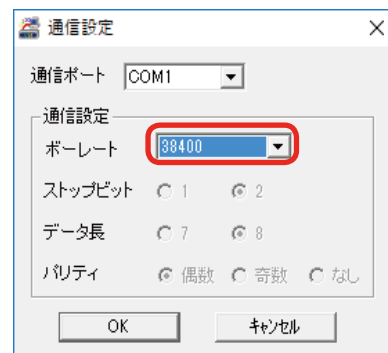 通信設定
通信ポート COM1
通信設定
ボーレート 38400
ストップビット 1 2
データ長 7 8
パリティ 偶数 奇数 なし
OK キャンセル